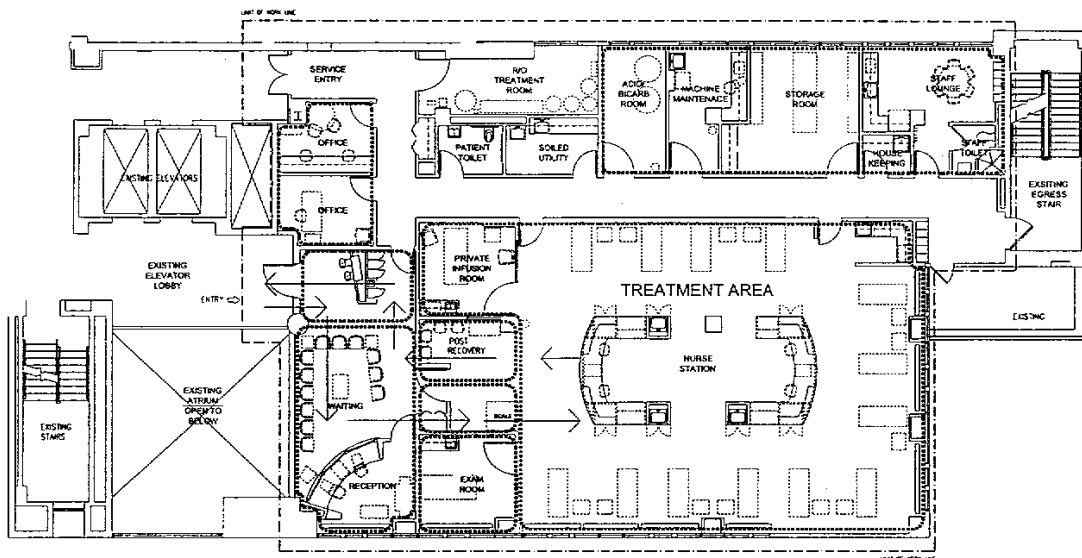 LIMIT OF WORK LINE
SERVICE
ENTRY
R/O
TREATMENT
ROOM
ACID/
BICARB
ROOM
MACHINE
MAINTENACE
STORAGE
ROOM
STAFF
LOUNGE
OFFICE
PATIENT
TOILET
SOILED
UTILITY
HOUSE
KEEPING
STAFF
TOILET
EXISTING ELEVATORS
OFFICE
EXSITING
EGRESS
STAIR
EXISTING
ELEVATOR
LOBBY
PRIVATE
INFUSION
ROOM
TREATMENT AREA
ENTRY
EXISTING
POST
RECOVERY
NURSE
STATION
EXISTING
ATRIUM
OPEN TO
BELOW
WAITING
SCALE
EXISTING
STAIRS
RECEPTION
EXAM
ROOM